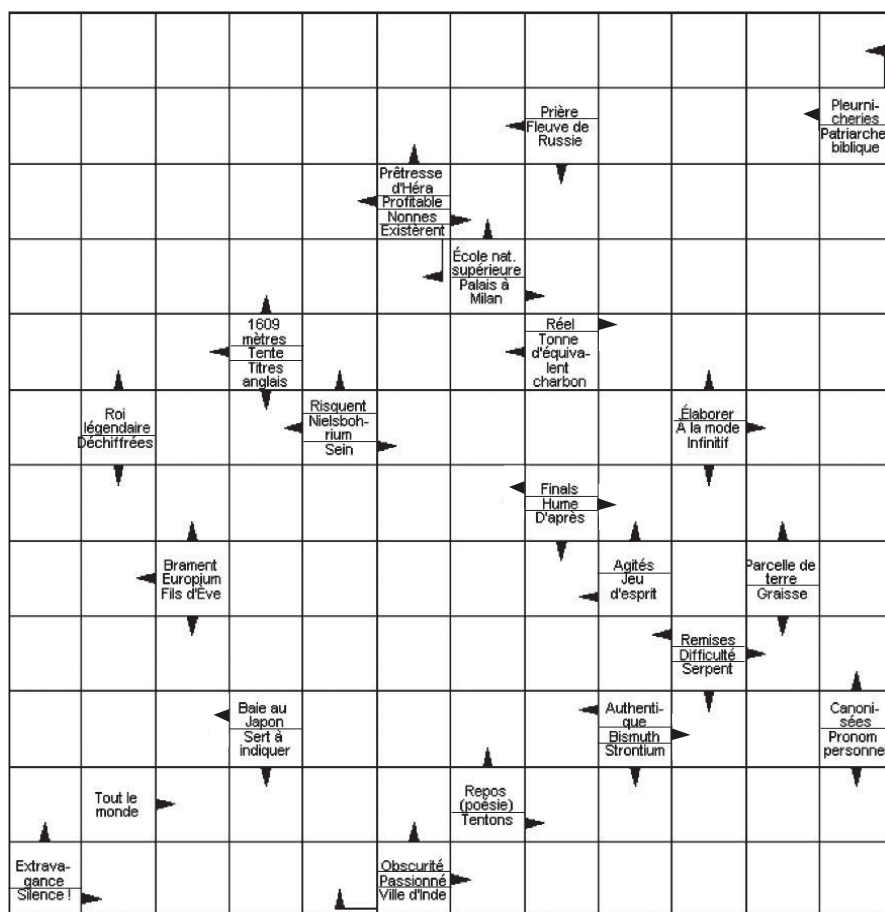 Prière
Fleuve de
Russie
Pleurni-
cheries
Patriarche
biblique
Prêtresse
d'Héra
Profitable
Nonnes
Existèrent
École nat.
supérieure
Palais à
Milan
1609
mètres
Tente
Titres
anglais
Réel
Tonne
d'équiva-
lent
charbon
Roi
légendaire
Déchiffrées
Risquent
Nielsboh-
rium
Sein
Élaborer
À la mode
Infinitif
Finals
Hume
D'après
Brament
Europium
Fils d'Ève
Agités
Jeu
d'esprit
Parcelle de
terre
Graisse
Remises
Difficulté
Serpent
Baie au
Japon
Sert à
indiquer
Authenti-
que
Bismuth
Strontium
Canoni-
sées
Pronom
personnel
Tout le
monde
Repos
(poésie)
Tentons
Extrava-
gance
Silence !
Obscurité
Passionné
Ville d'Inde